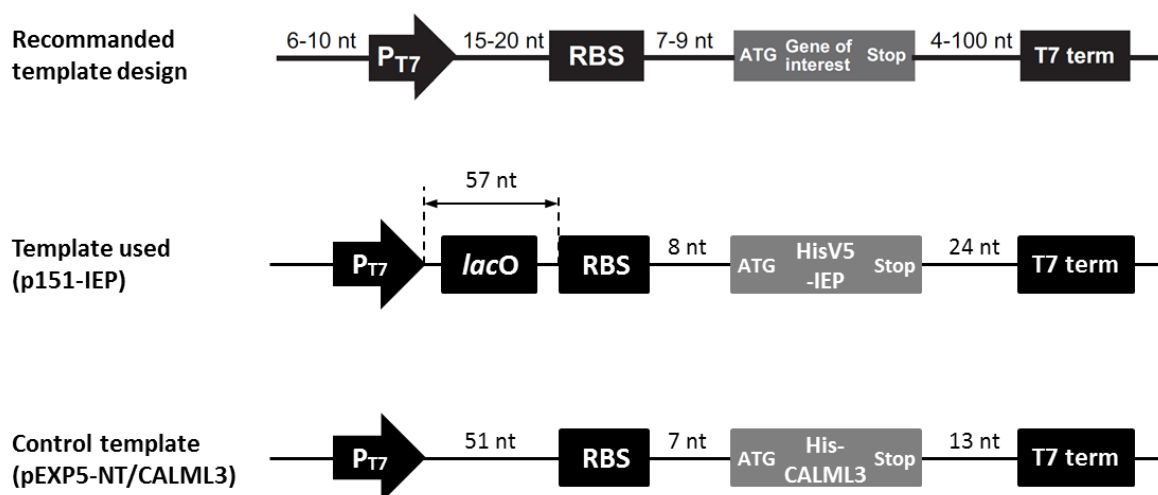 Recommanded
template design
6-10 nt
PT7
15-20 nt
RBS
7-9 nt
ATG
Gene of
interest
Stop
4-100 nt
T7 term
57 nt
Template used
(p151-IEP)
PT7
lacO
RBS
8 nt
ATG
HisV5
-IEP
Stop
24 nt
T7 term
Control template
(pEXP5-NT/CALML3)
PT7
51 nt
RBS
7 nt
ATG
His-
CALML3
Stop
13 nt
T7 term